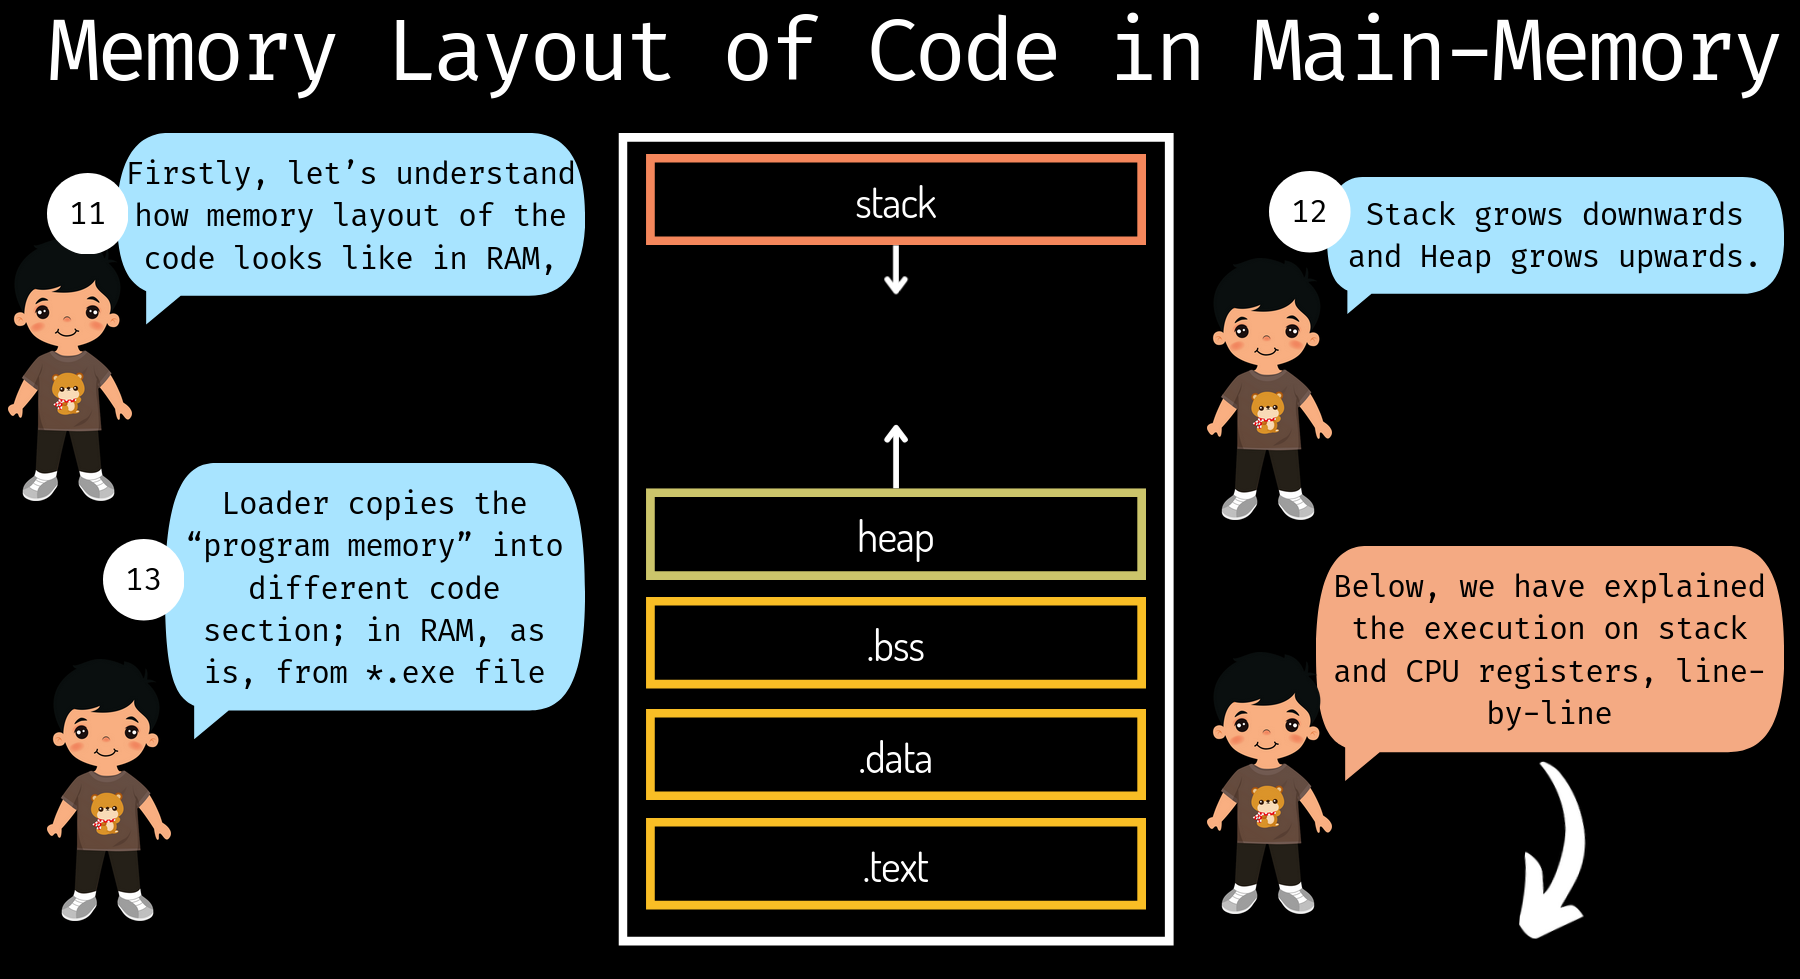 Memory Layout of Code in Main-Memory
11
Firstly, let’s understand
how memory layout of the
code looks like in RAM,
stack
12
Stack grows downwards
and Heap grows upwards.
13
Loader copies the
“program memory” into
different code
section; in RAM, as
is, from *.exe file
heap
.bss
.data
.text
Below, we have explained
the execution on stack
and CPU registers, line-
by-line